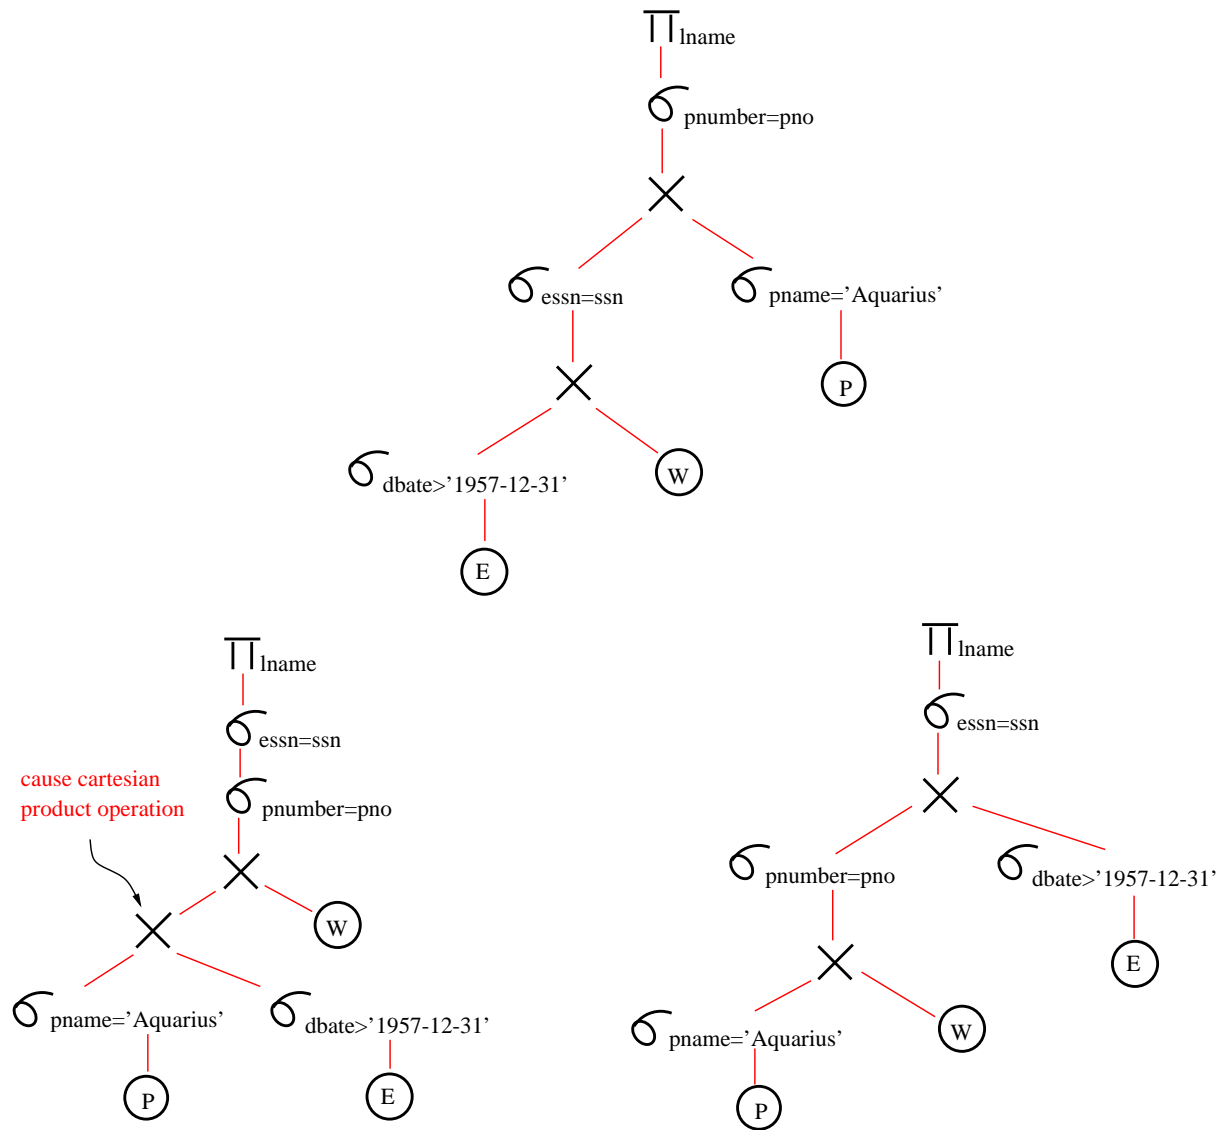 ∏ lname
σ pnumber=pno
×
σ essn=ssn
σ pname=’Aquarius’
×
P
σ dbate>’1957-12-31’
W
E
∏ lname
σ essn=ssn
cause cartesian
product operation
σ pnumber=pno
×
W
×
σ pname=’Aquarius’
σ dbate>’1957-12-31’
P
E
∏ lname
σ essn=ssn
×
σ pnumber=pno
σ dbate>’1957-12-31’
×
E
σ pname=’Aquarius’
W
P